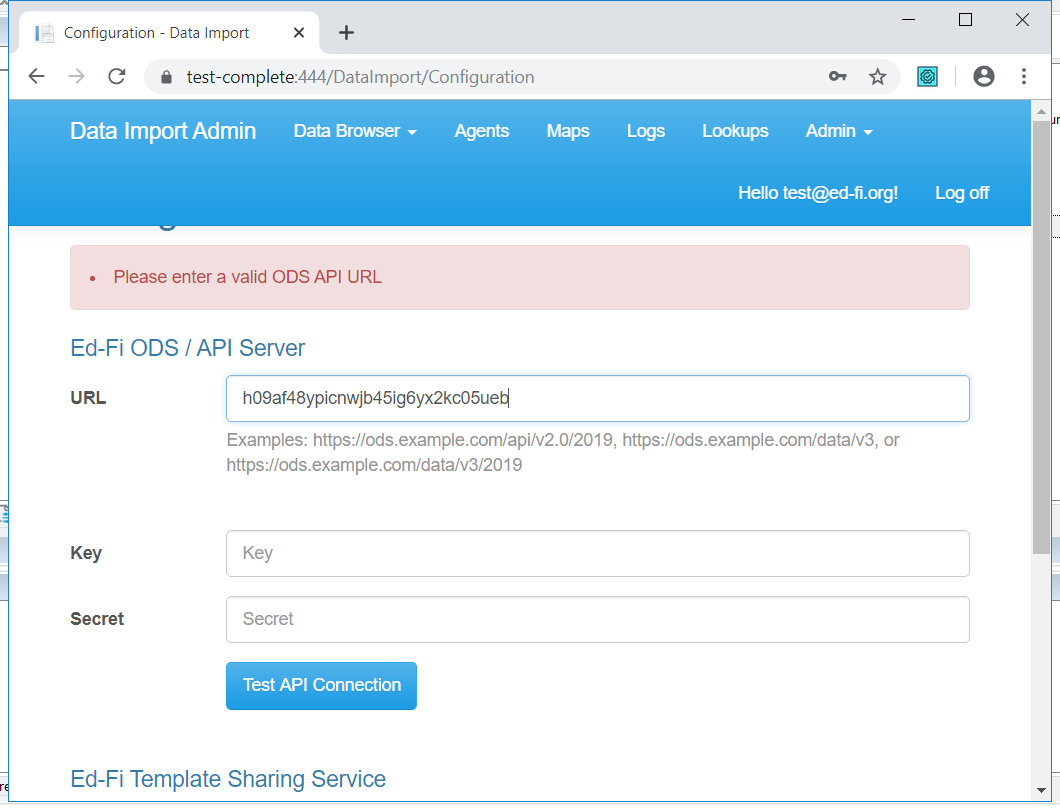 Configuration - Data Import
test-complete:444/DataImport/Configuration
Data Import Admin Data Browser Agents Maps Logs Lookups Admin
Hello test@ed-fi.org! Log off
Please enter a valid ODS API URL
Ed-Fi ODS / API Server
URL h09af48ypicnwjb45ig6yx2kc05ueb
Examples: https://ods.example.com/api/v2.0/2019, https://ods.example.com/data/v3, or
https://ods.example.com/data/v3/2019
Key Key
Secret Secret
Test API Connection
Ed-Fi Template Sharing Service